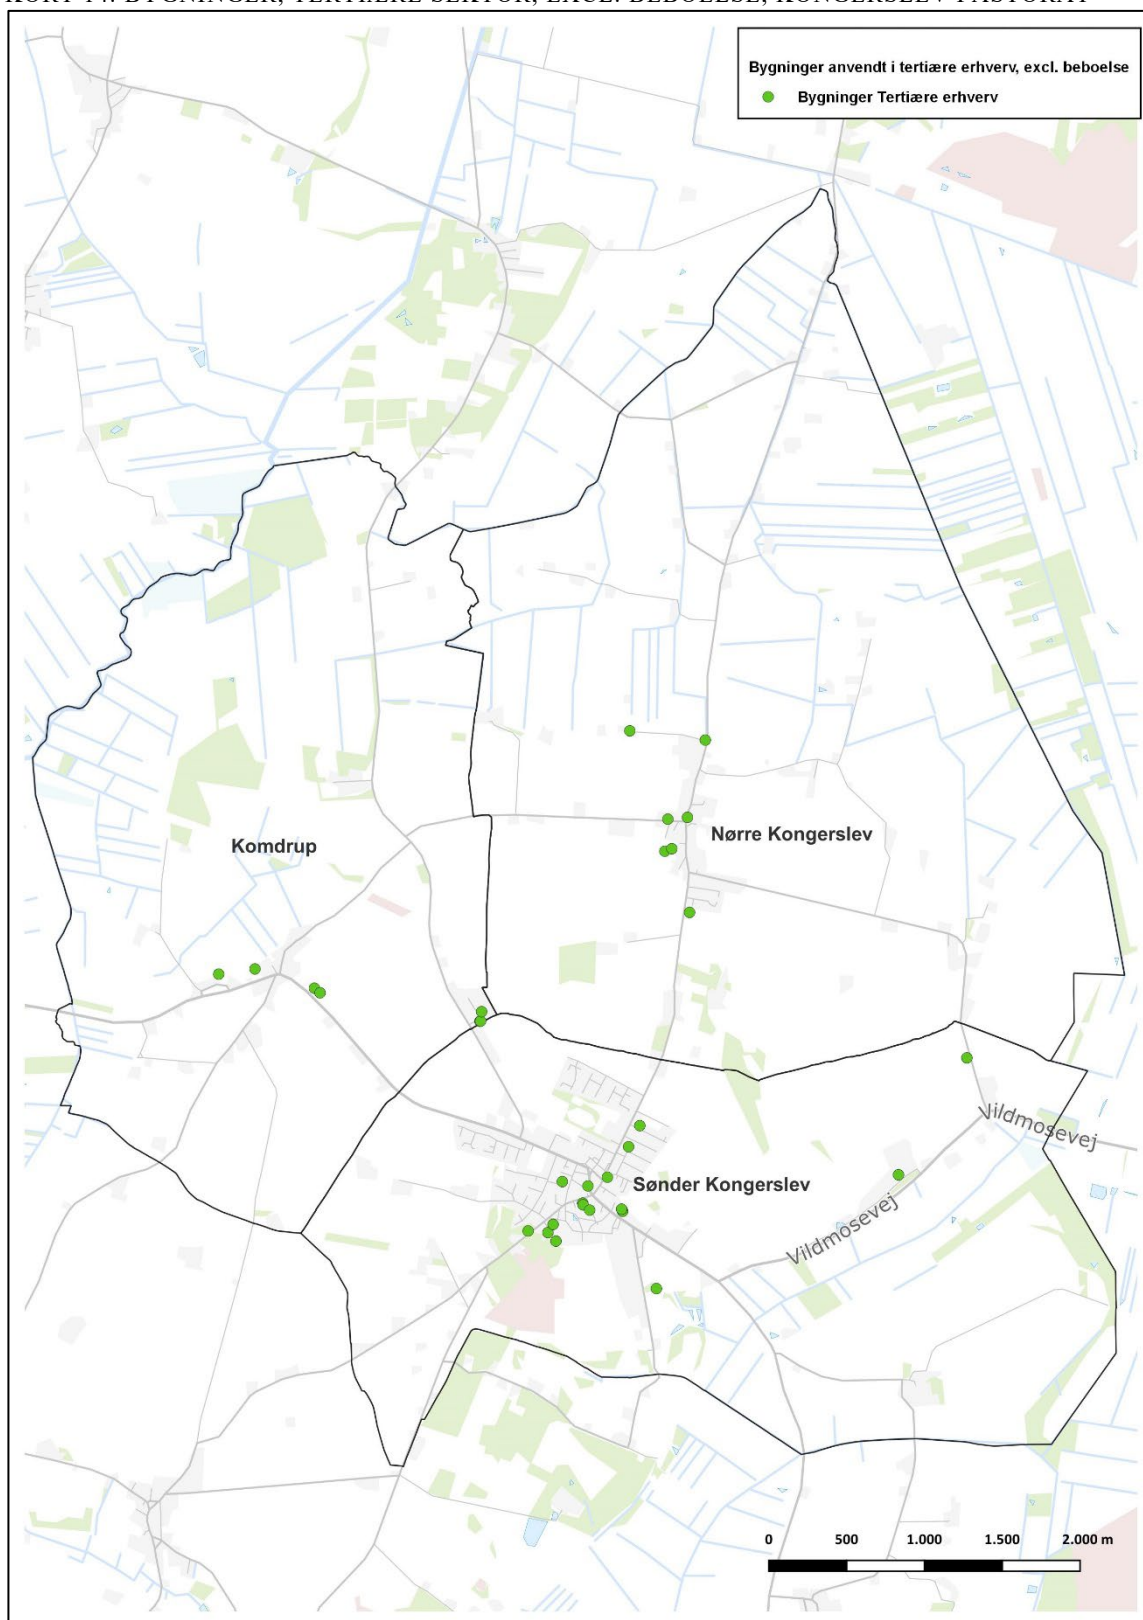 Bygninger anvendt i tertiære erhverv, excl. beboelse
Bygninger Tertiære erhverv
Komdrup
Nørre Kongerslev
Vildmosevej
Sønder Kongerslev
Vildmosevej
0 500 1.000 1.500 2.000 m